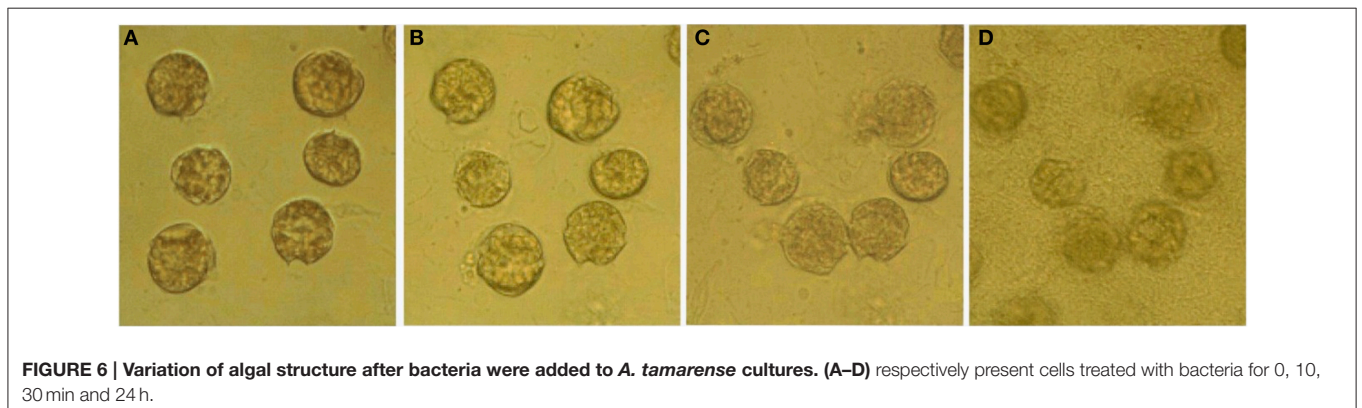 A
B
C
D
FIGURE 6 | Variation of algal structure after bacteria were added to A. tamarense cultures. (A–D) respectively present cells treated with bacteria for 0, 10,
30 min and 24 h.